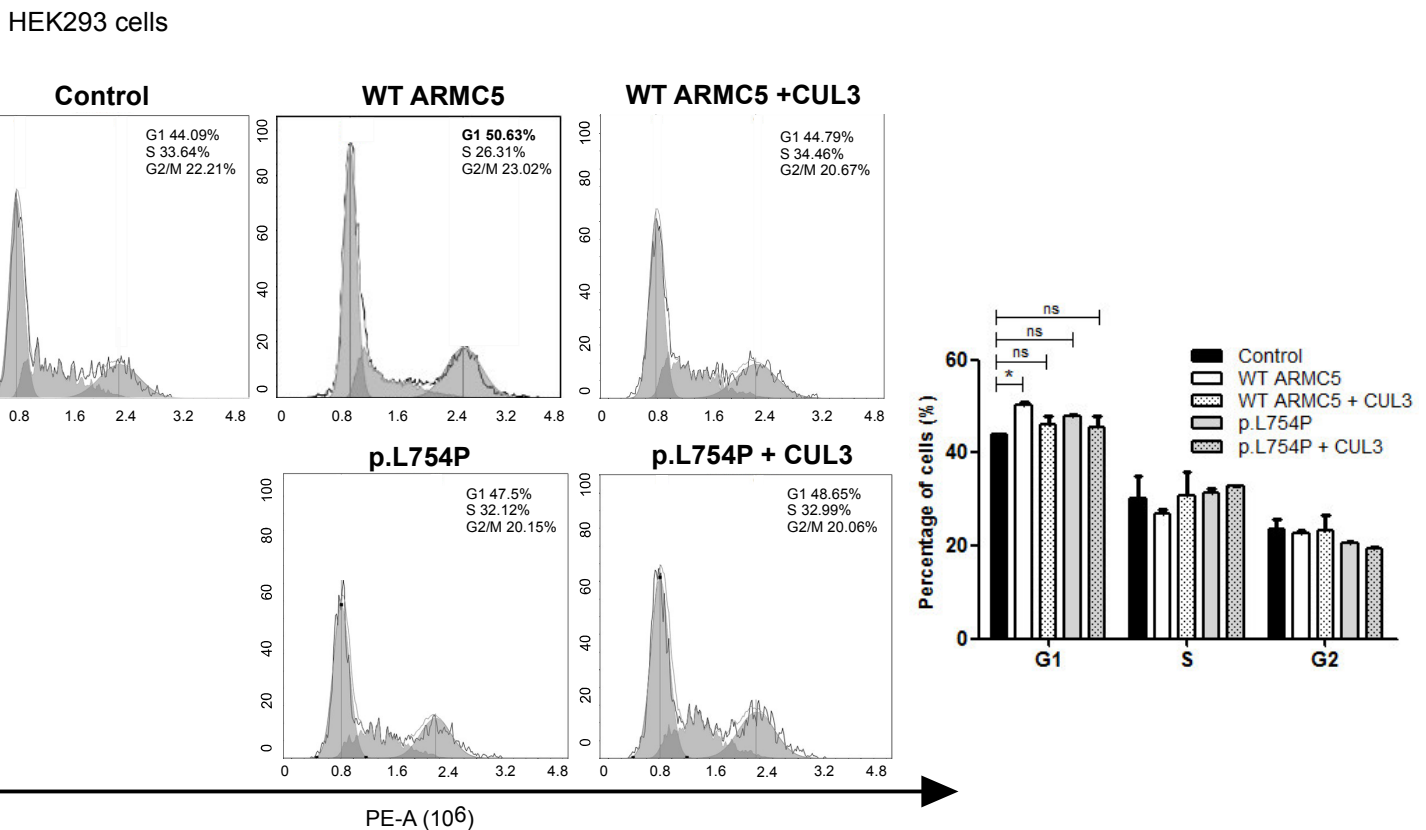 HEK293 cells
Control
G1 44.09%
S 33.64%
G2/M 22.21%
0.8 1.6 2.4 3.2 4.8
WT ARMC5
G1 50.63%
S 26.31%
G2/M 23.02%
100
80
60
40
20
0
0 0.8 1.6 2.4 3.2 4.8
WT ARMC5 +CUL3
G1 44.79%
S 34.46%
G2/M 20.67%
100
80
60
40
20
0
0 0.8 1.6 2.4 3.2 4.8
p.L754P
G1 47.5%
S 32.12%
G2/M 20.15%
100
80
60
40
20
0
0 0.8 1.6 2.4 3.2 4.8
p.L754P + CUL3
G1 48.65%
S 32.99%
G2/M 20.06%
100
80
60
40
20
0
0 0.8 1.6 2.4 3.2 4.8
PE-A (10⁶)
ns
ns
ns
*
Control
WT ARMC5
WT ARMC5 + CUL3
p.L754P
p.L754P + CUL3
Percentage of cells (%)
60
40
20
0
G1 S G2